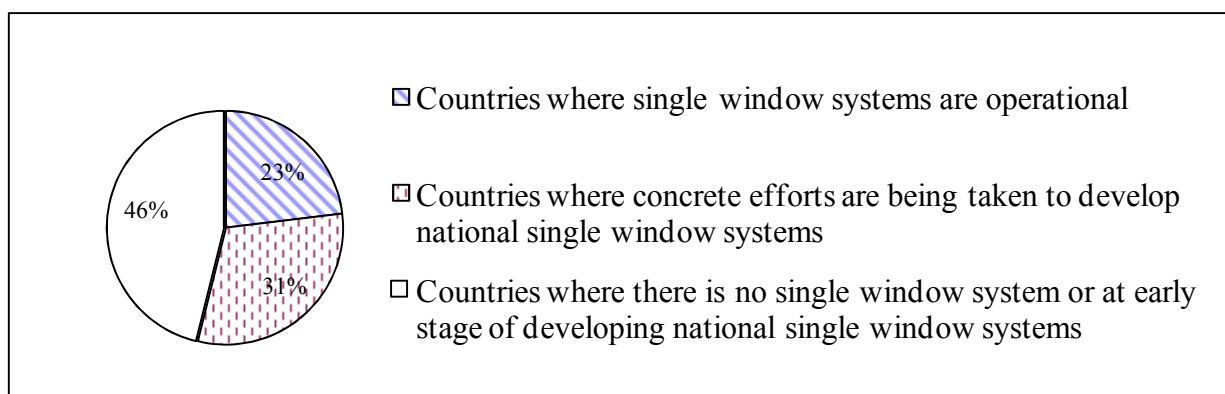 Countries where single window systems are operational
23%
46%
Countries where concrete efforts are being taken to develop
national single window systems
31%
Countries where there is no single window system or at early
stage of developing national single window systems